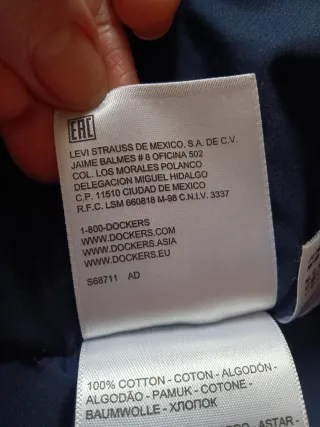 EAC
LEVI STRAUSS DE MEXICO, S.A. DE C.V.
JAIME BALMES # 8 OFICINA 502
COL. LOS MORALES POLANCO
DELEGACION MIGUEL HIDALGO
C.P. 11510 CIUDAD DE MEXICO
R.F.C. LSM 660818 M-98 C.N.I.V. 3337
1-800-DOCKERS
WWW.DOCKERS.COM
WWW.DOCKERS.ASIA
WWW.DOCKERS.EU
S68711 AD
100% COTTON - COTON - ALGODÓN -
ALGODÃO - PAMUK - COTONE -
BAUMWOLLE - ХЛОПОК
- ASTAR -